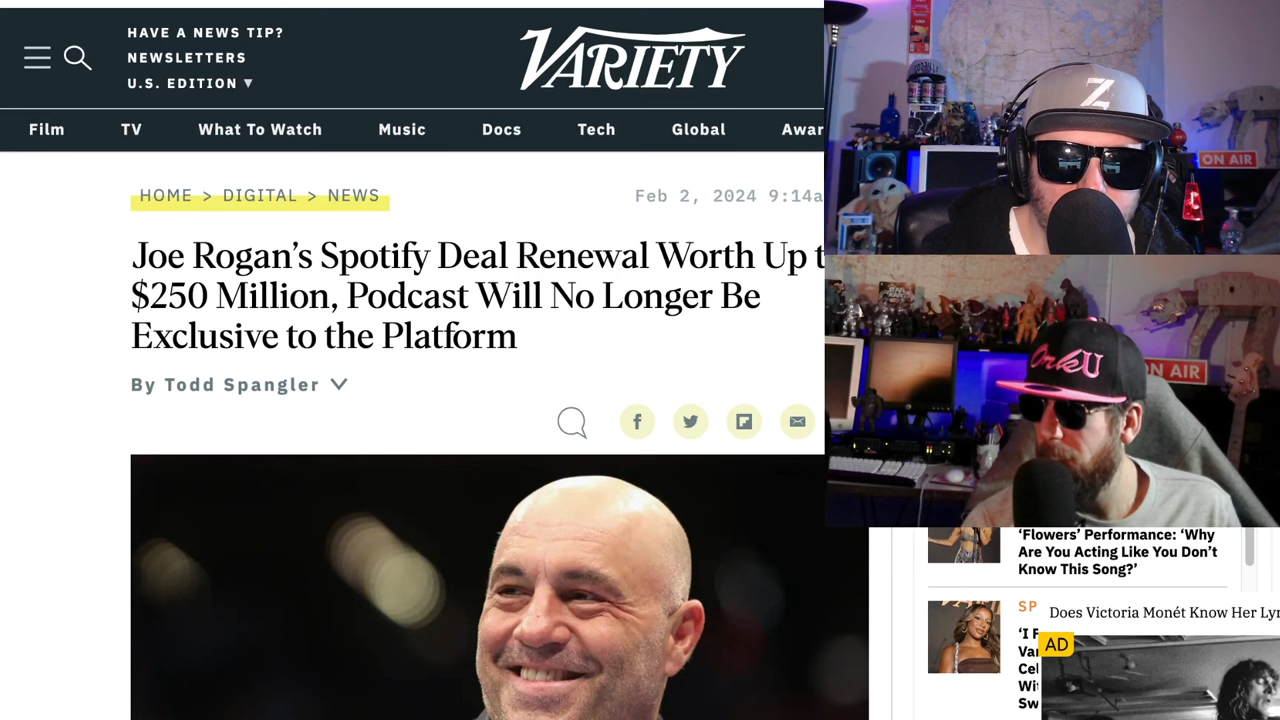 HAVE A NEWS TIP?
NEWSLETTERS
U.S. EDITION ▼
VARIETY
Film TV What To Watch Music Docs Tech Global Awar
HOME > DIGITAL > NEWS
Feb 2, 2024 9:14a
Joe Rogan’s Spotify Deal Renewal Worth Up t
$250 Million, Podcast Will No Longer Be
Exclusive to the Platform
By Todd Spangler
Z
ON AIR
OrkU
ON AIR
‘Flowers’ Performance: ‘Why
Are You Acting Like You Don’t
Know This Song?’
SP
Does Victoria Monét Know Her Lyr
AD
‘I F
Var
Cel
Wit
Sw